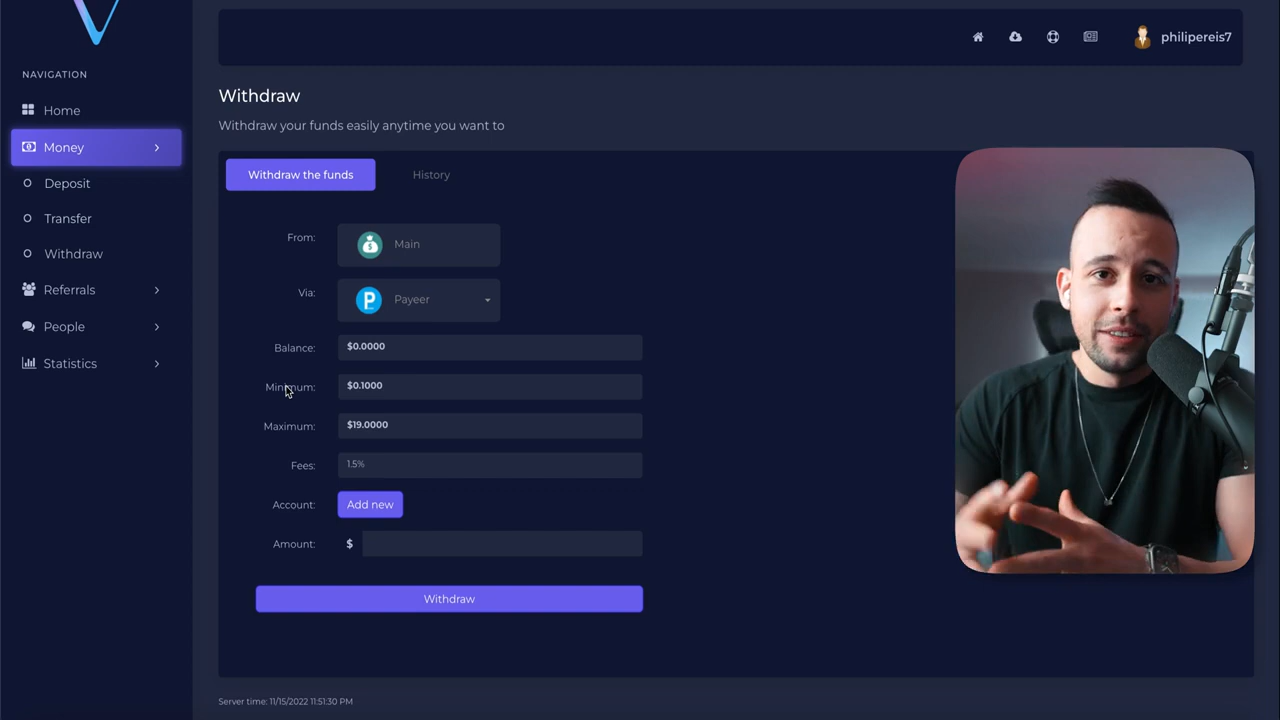 philipereis7
NAVIGATION
Home
Money
Deposit
Transfer
Withdraw
Referrals
People
Statistics
Withdraw
Withdraw your funds easily anytime you want to
Withdraw the funds
History
From:
Main
Via:
Payeer
Balance:
$0.0000
Minimum:
$0.1000
Maximum:
$19.0000
Fees:
1.5%
Account:
Add new
Amount:
$
Withdraw
Server time: 11/15/2022 11:51:30 PM